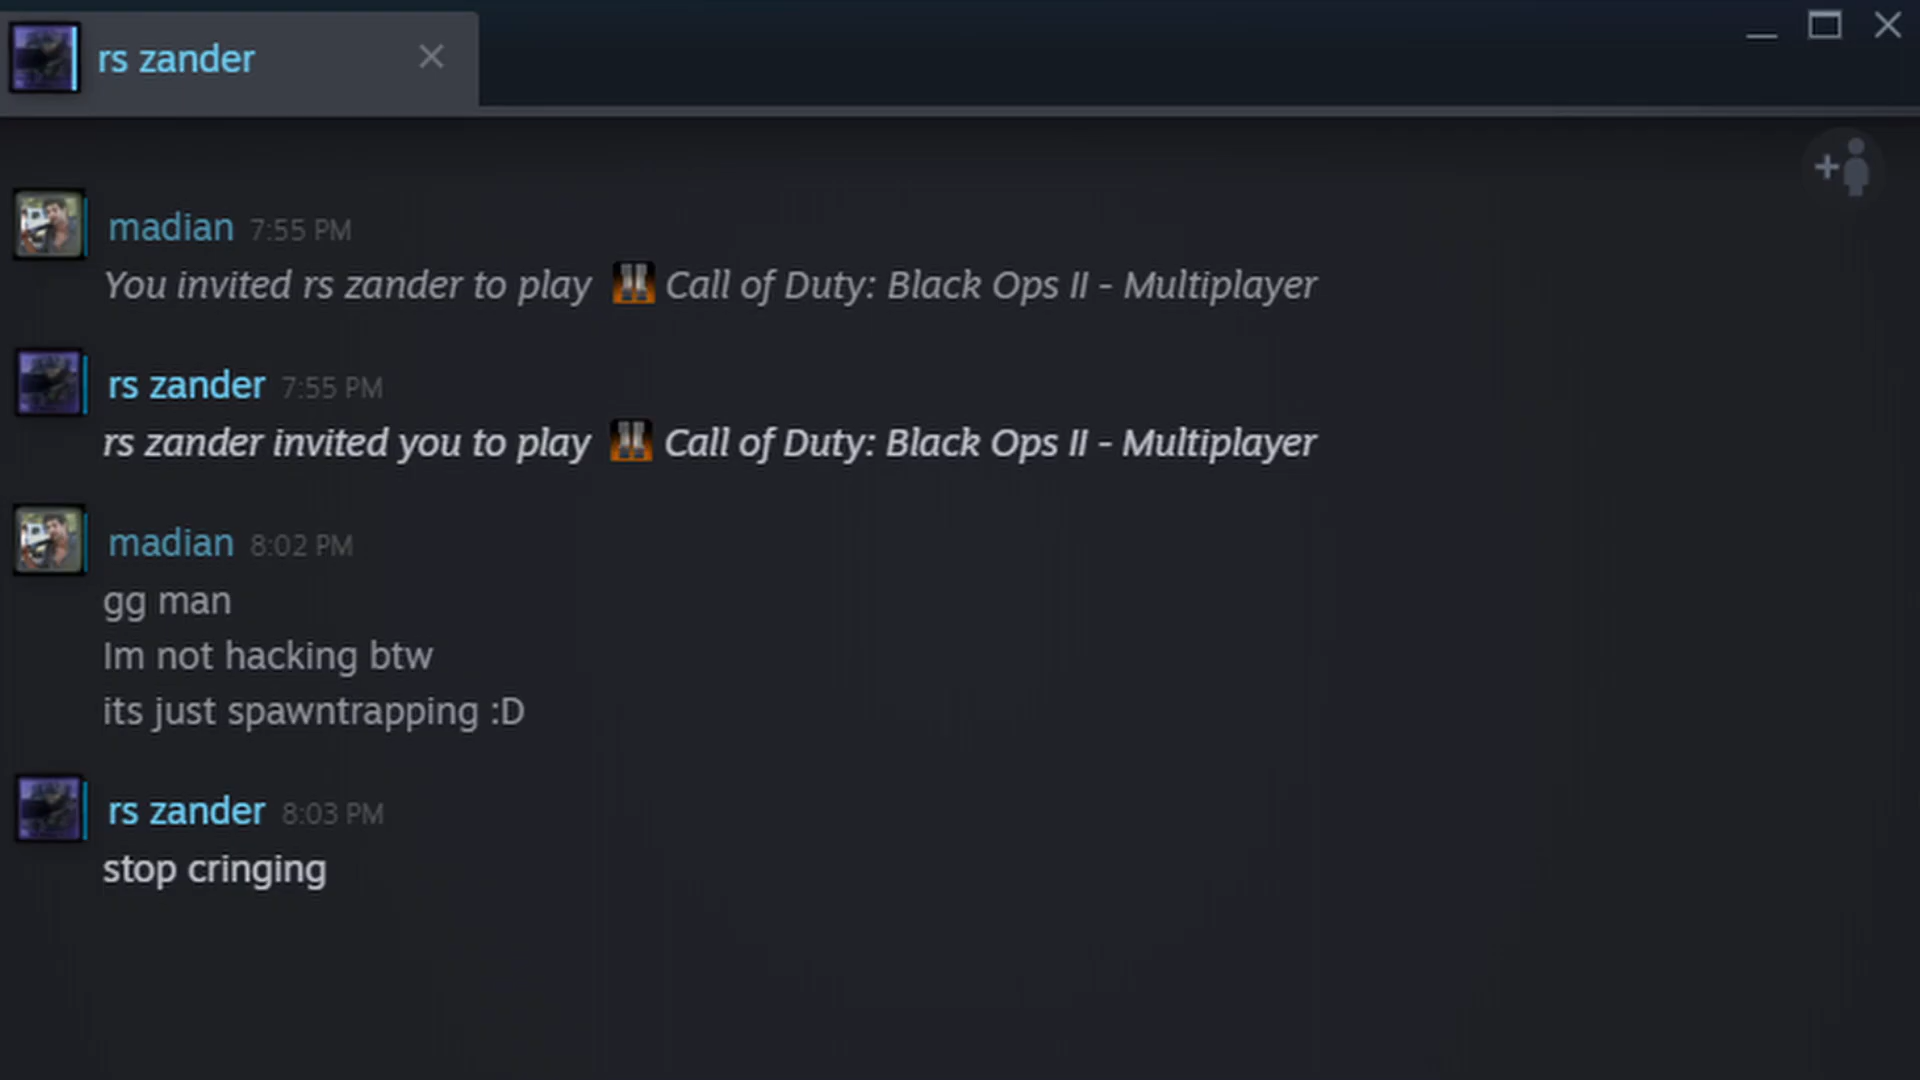 rs zander
madian 7:55 PM
You invited rs zander to play Call of Duty: Black Ops II - Multiplayer
rs zander 7:55 PM
rs zander invited you to play Call of Duty: Black Ops II - Multiplayer
madian 8:02 PM
gg man
Im not hacking btw
its just spawntrapping :D
rs zander 8:03 PM
stop cringing